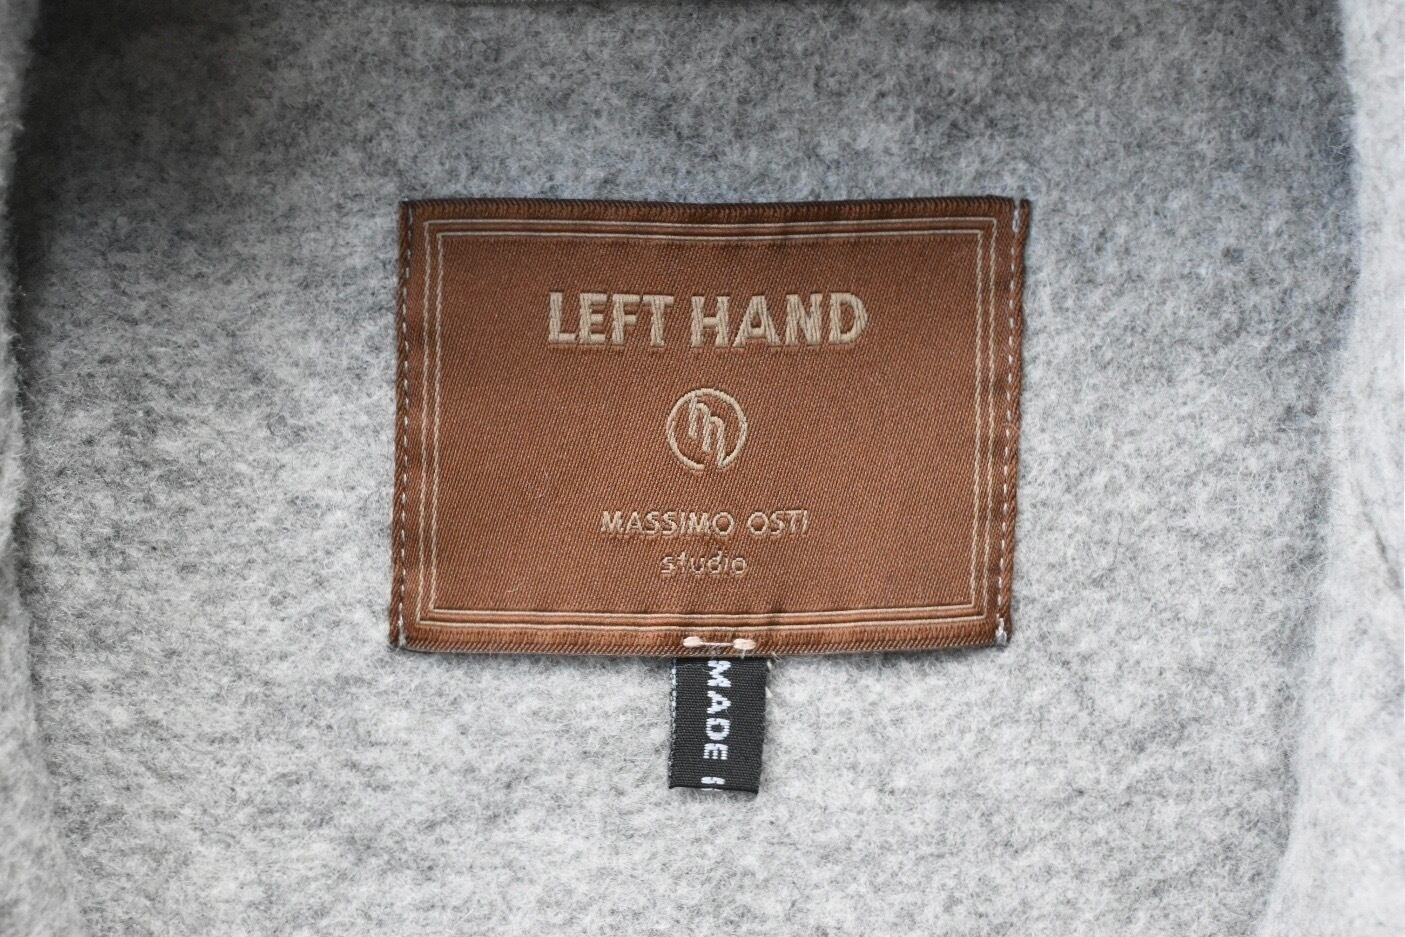 LEFT HAND
m
MASSIMO OSTI
studio
MADE